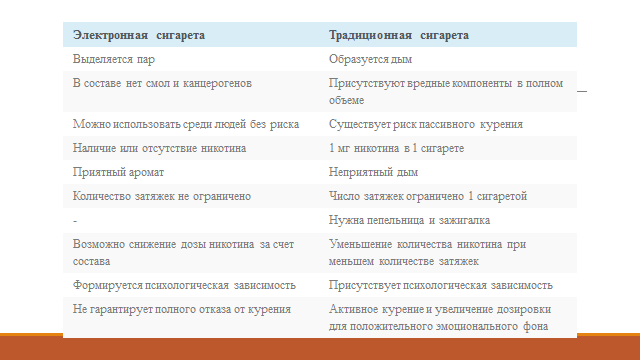 Электронная сигарета Традиционная сигарета
Выделяется пар Образуется дым
В составе нет смол и канцерогенов Присутствуют вредные компоненты в полном
объеме
Можно использовать среди людей без риска Существует риск пассивного курения
Наличие или отсутствие никотина 1 мг никотина в 1 сигарете
Приятный аромат Неприятный дым
Количество затяжек не ограничено Число затяжек ограничено 1 сигаретой
- Нужна пепельница и зажигалка
Возможно снижение дозы никотина за счет Уменьшение количества никотина при
состава меньшем количестве затяжек
Формируется психологическая зависимость Присутствует психологическая зависимость
Не гарантирует полного отказа от курения Активное курение и увеличение дозировки
для положительного эмоционального фона